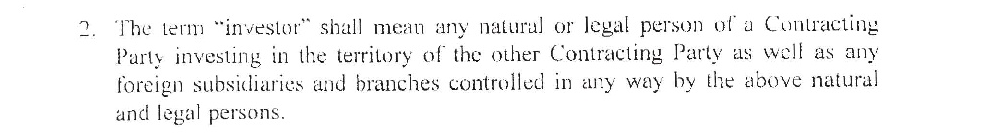 2. The term "investor" shall mean any natural or legal person of a Contracting
Party investing in the territory of the other Contracting Party as well as any
foreign subsidiaries and branches controlled in any way by the above natural
and legal persons.